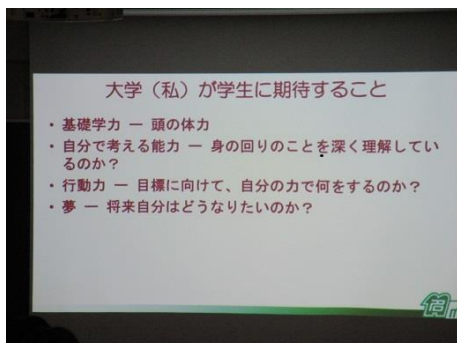 大学（私）が学生に期待すること
・基礎学力 ー 頭の体力
・自分で考える能力 ー 身の回りのことを深く理解してい
るのか？
・行動力 ー 目標に向けて、自分の力で何をするのか？
・夢 ー 将来自分はどうなりたいのか？